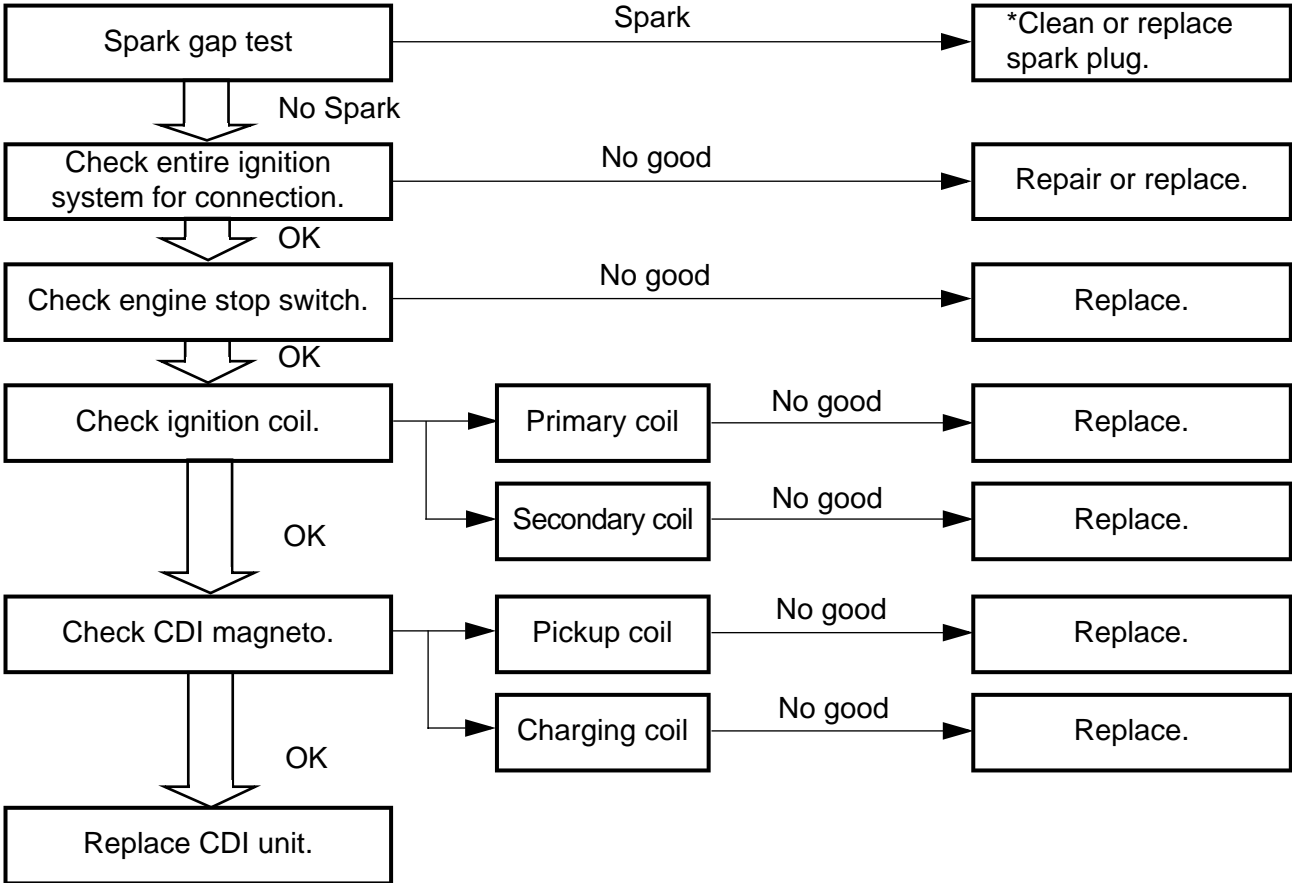 Spark gap test
Spark
*Clean or replace
spark plug.
No Spark
Check entire ignition
system for connection.
No good
Repair or replace.
OK
Check engine stop switch.
No good
Replace.
OK
Check ignition coil.
Primary coil
No good
Replace.
Secondary coil
No good
Replace.
OK
Check CDI magneto.
Pickup coil
No good
Replace.
Charging coil
No good
Replace.
OK
Replace CDI unit.